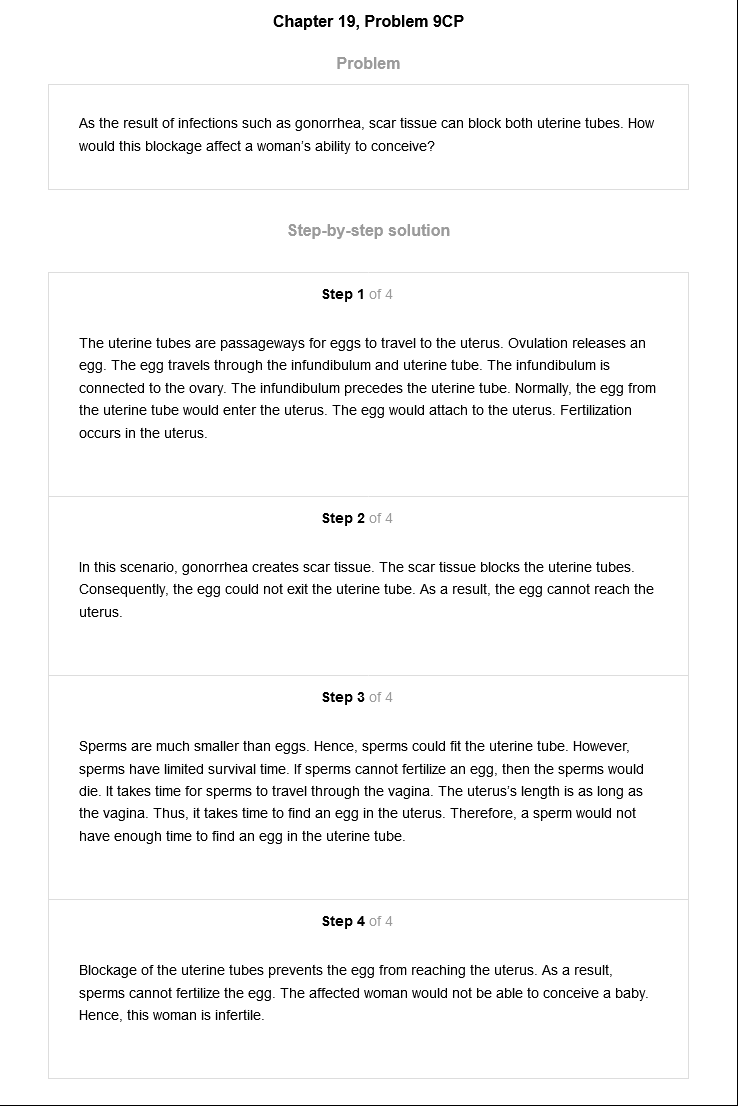 Chapter 19, Problem 9CP
Problem
As the result of infections such as gonorrhea, scar tissue can block both uterine tubes. How
would this blockage affect a woman's ability to conceive?
Step-by-step solution
Step 1 of 4
The uterine tubes are passageways for eggs to travel to the uterus. Ovulation releases an
egg. The egg travels through the infundibulum and uterine tube. The infundibulum is
connected to the ovary. The infundibulum precedes the uterine tube. Normally, the egg from
the uterine tube would enter the uterus. The egg would attach to the uterus. Fertilization
occurs in the uterus.
Step 2 of 4
In this scenario, gonorrhea creates scar tissue. The scar tissue blocks the uterine tubes.
Consequently, the egg could not exit the uterine tube. As a result, the egg cannot reach the
uterus.
Step 3 of 4
Sperms are much smaller than eggs. Hence, sperms could fit the uterine tube. However,
sperms have limited survival time. If sperms cannot fertilize an egg, then the sperms would
die. It takes time for sperms to travel through the vagina. The uterus's length is as long as
the vagina. Thus, it takes time to find an egg in the uterus. Therefore, a sperm would not
have enough time to find an egg in the uterine tube.
Step 4 of 4
Blockage of the uterine tubes prevents the egg from reaching the uterus. As a result,
sperms cannot fertilize the egg. The affected woman would not be able to conceive a baby.
Hence, this woman is infertile.